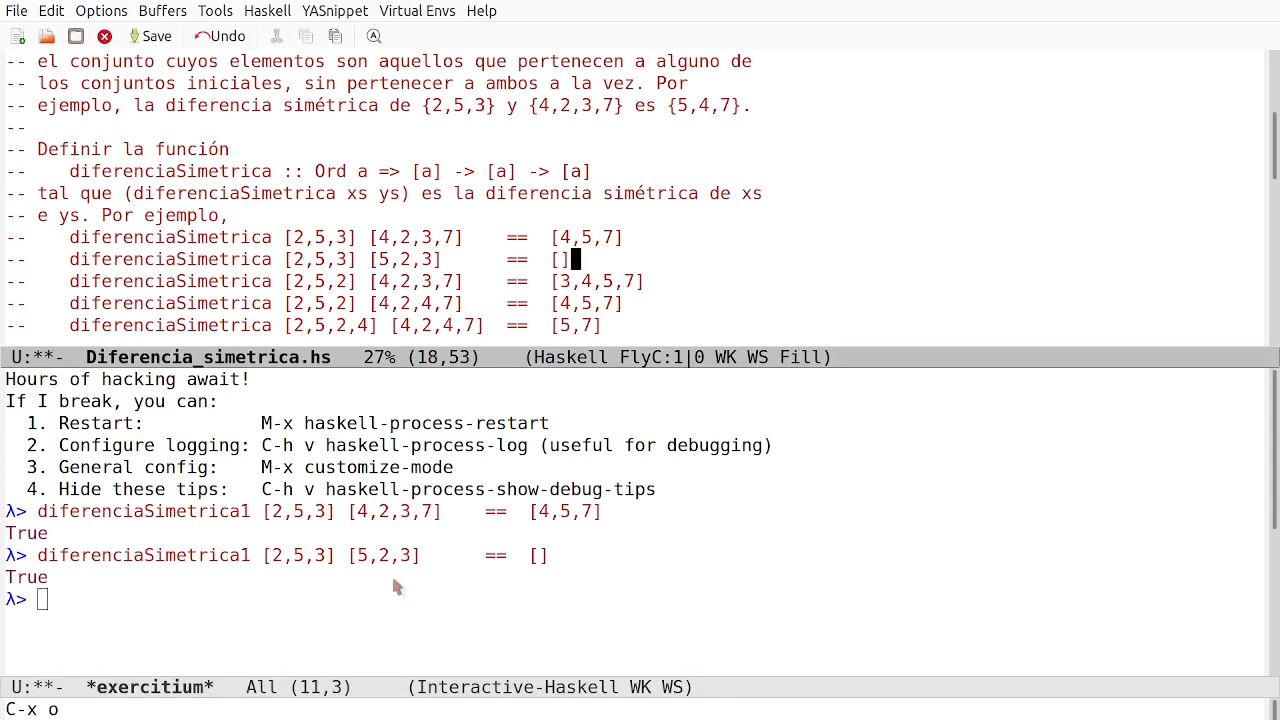 File Edit Options Buffers Tools Haskell YASnippet Virtual Envs Help
Save Undo
-- el conjunto cuyos elementos son aquellos que pertenecen a alguno de
-- los conjuntos iniciales, sin pertenecer a ambos a la vez. Por
-- ejemplo, la diferencia simétrica de {2,5,3} y {4,2,3,7} es {5,4,7}.
--
-- Definir la función
--    diferenciaSimetrica :: Ord a => [a] -> [a] -> [a]
-- tal que (diferenciaSimetrica xs ys) es la diferencia simétrica de xs
-- e ys. Por ejemplo,
--    diferenciaSimetrica [2,5,3] [4,2,3,7]    ==  [4,5,7]
--    diferenciaSimetrica [2,5,3] [5,2,3]      ==  []
--    diferenciaSimetrica [2,5,2] [4,2,3,7]    ==  [3,4,5,7]
--    diferenciaSimetrica [2,5,2] [4,2,4,7]    ==  [4,5,7]
--    diferenciaSimetrica [2,5,2,4] [4,2,4,7]  ==  [5,7]
U:**-  Diferencia_simetrica.hs   27% (18,53)    (Haskell FlyC:1|0 WK WS Fill)
Hours of hacking await!
If I break, you can:
  1. Restart:           M-x haskell-process-restart
  2. Configure logging: C-h v haskell-process-log (useful for debugging)
  3. General config:    M-x customize-mode
  4. Hide these tips:   C-h v haskell-process-show-debug-tips
λ> diferenciaSimetrica1 [2,5,3] [4,2,3,7]    ==  [4,5,7]
True
λ> diferenciaSimetrica1 [2,5,3] [5,2,3]      ==  []
True
λ>
U:**-  *exercitium*   All (11,3)     (Interactive-Haskell WK WS)
C-x o